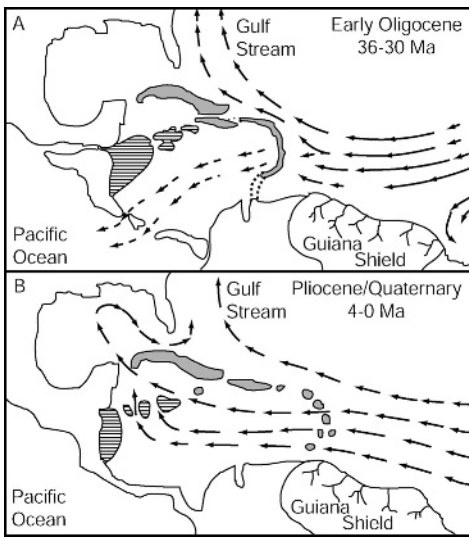 A
Gulf
Stream
Early Oligocene
36-30 Ma
Pacific
Ocean
Guiana
Shield
B
Gulf
Stream
Pliocene/Quaternary
4-0 Ma
Pacific
Ocean
Guiana
Shield